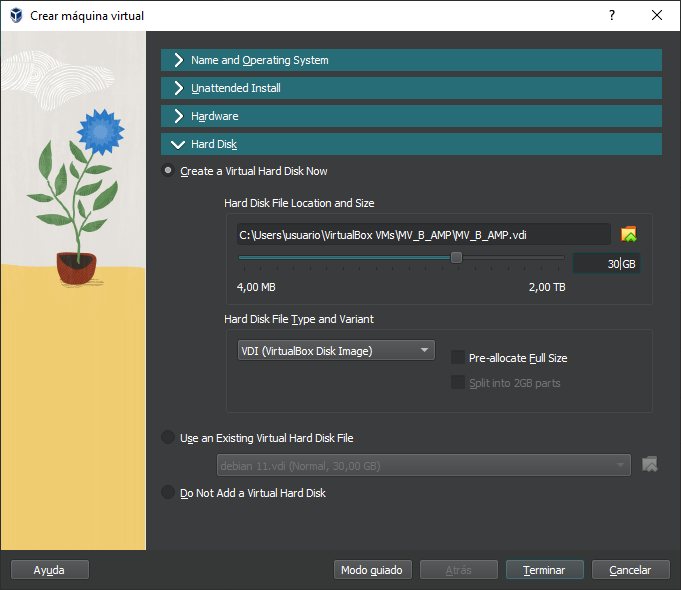 Crear máquina virtual
Name and Operating System
Unattended Install
Hardware
Hard Disk
Create a Virtual Hard Disk Now
Hard Disk File Location and Size
C:\Users\usuario\VirtualBox VMs\MV_B_AMP\MV_B_AMP.vdi
30 GB
4,00 MB 2,00 TB
Hard Disk File Type and Variant
VDI (VirtualBox Disk Image)
Pre-allocate Full Size
Split into 2GB parts
Use an Existing Virtual Hard Disk File
debian 11.vdi (Normal, 30,00 GB)
Do Not Add a Virtual Hard Disk
Ayuda Modo guiado Atrás Terminar Cancelar